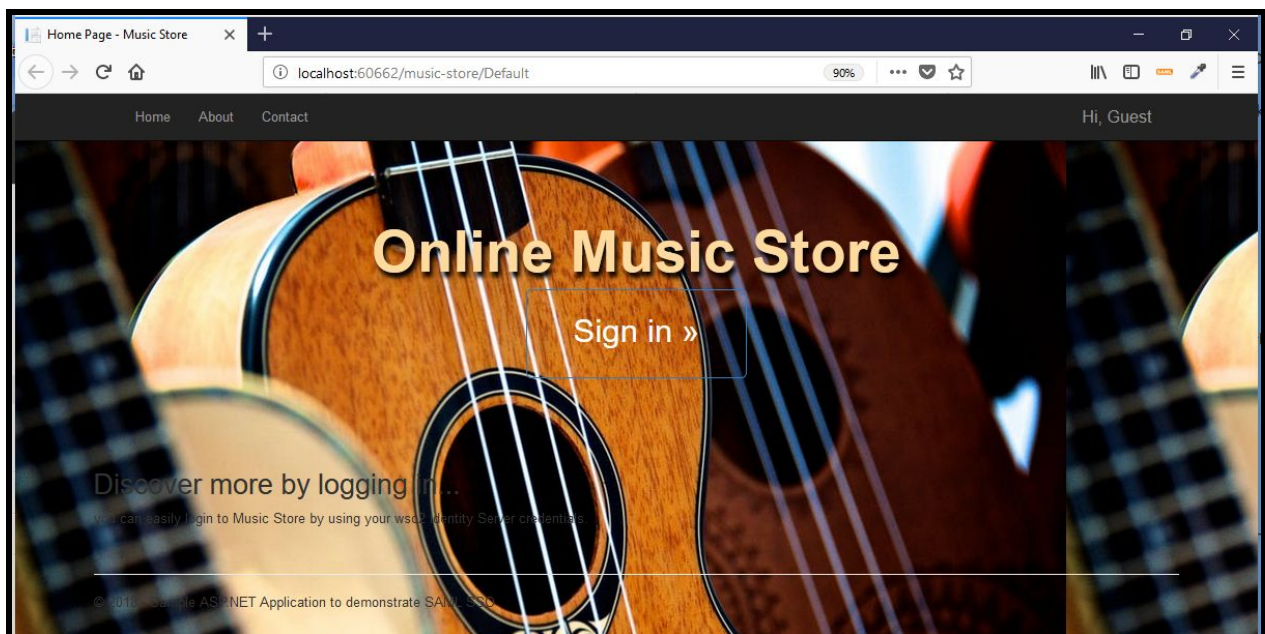 Home Page - Music Store
localhost:60662/music-store/Default
90%
Home About Contact
Hi, Guest
Online Music Store
Sign in »
Discover more by logging in...
you can easily login to Music Store by using your wso2 Identity Server credentials.
© 2018 - Sample ASP.NET Application to demonstrate SAML SSO